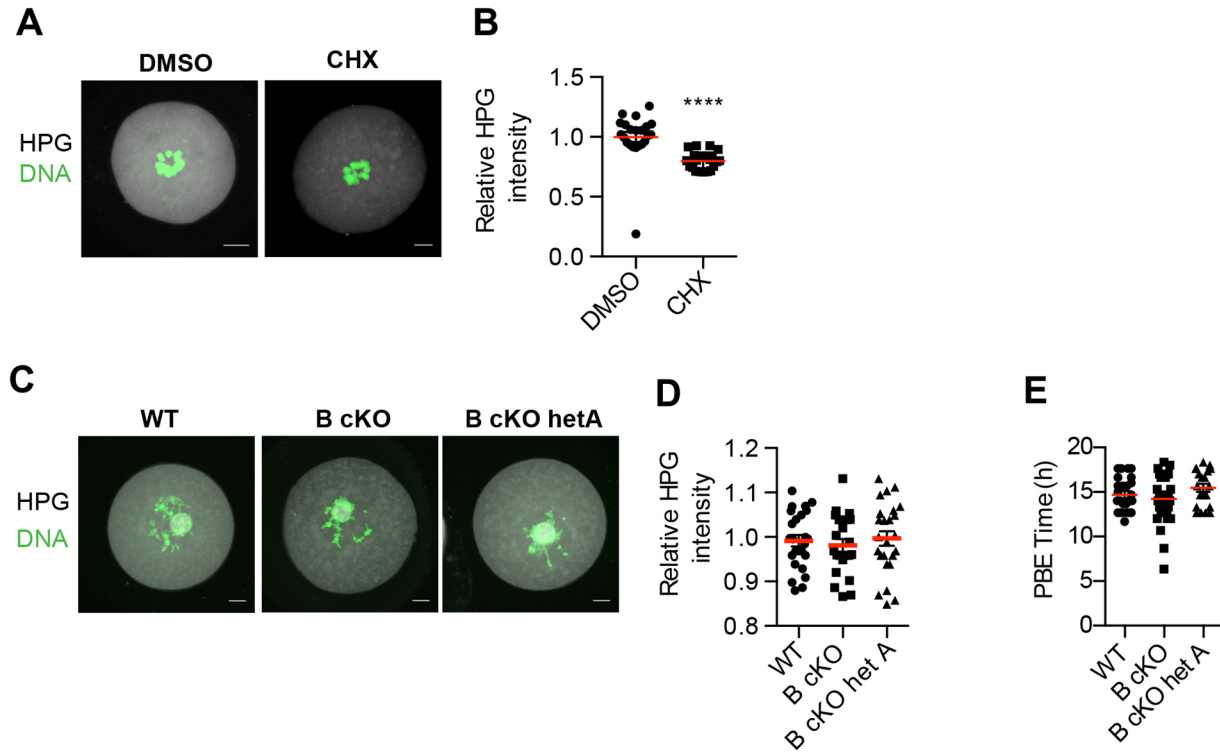 A
DMSO
CHX
HPG
DNA
B
Relative HPG
intensity
1.5
1.0
0.5
0.0
****
DMSO
CHX
C
WT
B cKO
B cKO hetA
HPG
DNA
D
Relative HPG
intensity
1.2
1.1
1.0
0.9
0.8
WT
B cKO
B cKO het A
E
PBE Time (h)
20
15
10
5
0
WT
B cKO
B cKO het A